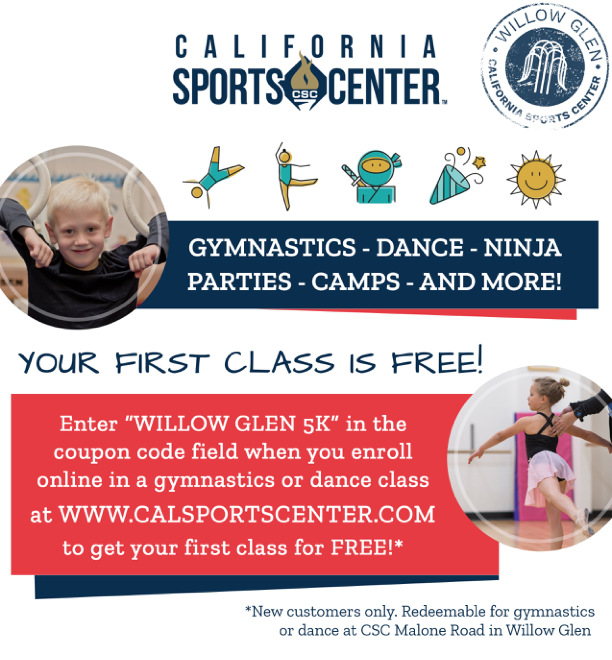 CALIFORNIA
SPORTS CENTER™
CSC
WILLOW GLEN
CALIFORNIA SPORTS CENTER
GYMNASTICS - DANCE - NINJA
PARTIES - CAMPS - AND MORE!
YOUR FIRST CLASS IS FREE!
Enter “WILLOW GLEN 5K” in the
coupon code field when you enroll
online in a gymnastics or dance class
at WWW.CALSPORTSCENTER.COM
to get your first class for FREE!*
*New customers only. Redeemable for gymnastics
or dance at CSC Malone Road in Willow Glen